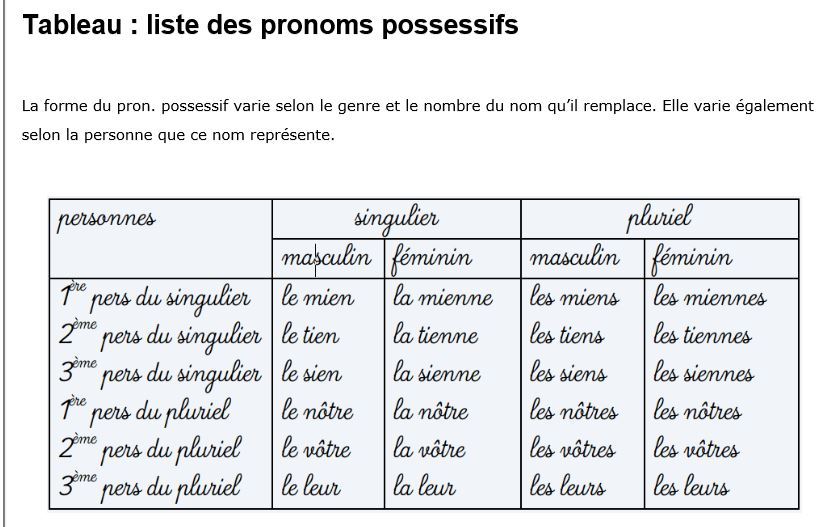 Tableau : liste des pronoms possessifs
La forme du pron. possessif varie selon le genre et le nombre du nom qu’il remplace. Elle varie également
selon la personne que ce nom représente.
personnes singulier pluriel
masculin féminin masculin féminin
1ère pers du singulier le mien la mienne les miens les miennes
2ème pers du singulier le tien la tienne les tiens les tiennes
3ème pers du singulier le sien la sienne les siens les siennes
1ère pers du pluriel le nôtre la nôtre les nôtres les nôtres
2ème pers du pluriel le vôtre la vôtre les vôtres les vôtres
3ème pers du pluriel le leur la leur les leurs les leurs